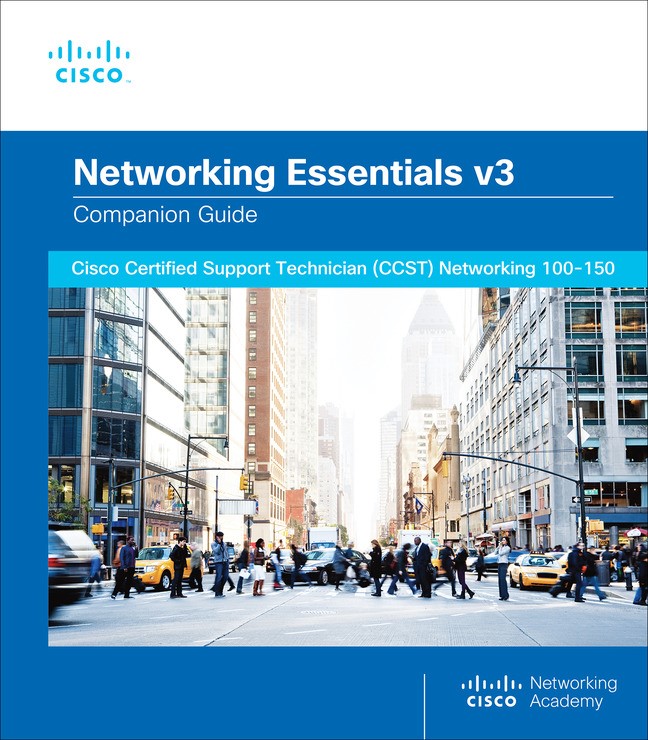 CISCO
Networking Essentials v3
Companion Guide
Cisco Certified Support Technician (CCST) Networking 100-150
CISCO
Networking
Academy